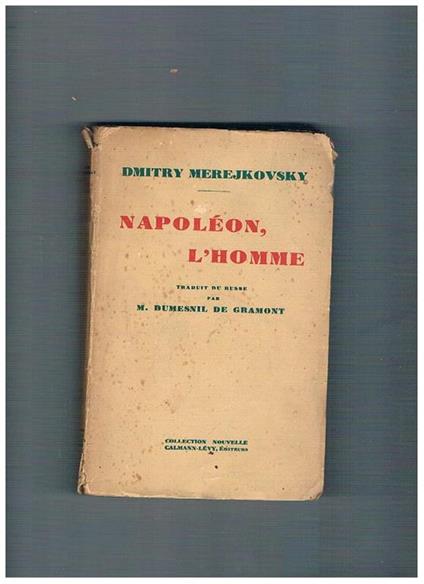 DMITRY MEREJKOVSKY
NAPOLÉON,
L'HOMME
TRADUIT DU RUSSE
PAR
M. DUMESNIL DE GRAMONT
COLLECTION NOUVELLE
CALMANN-LÉVY, ÉDITEURS